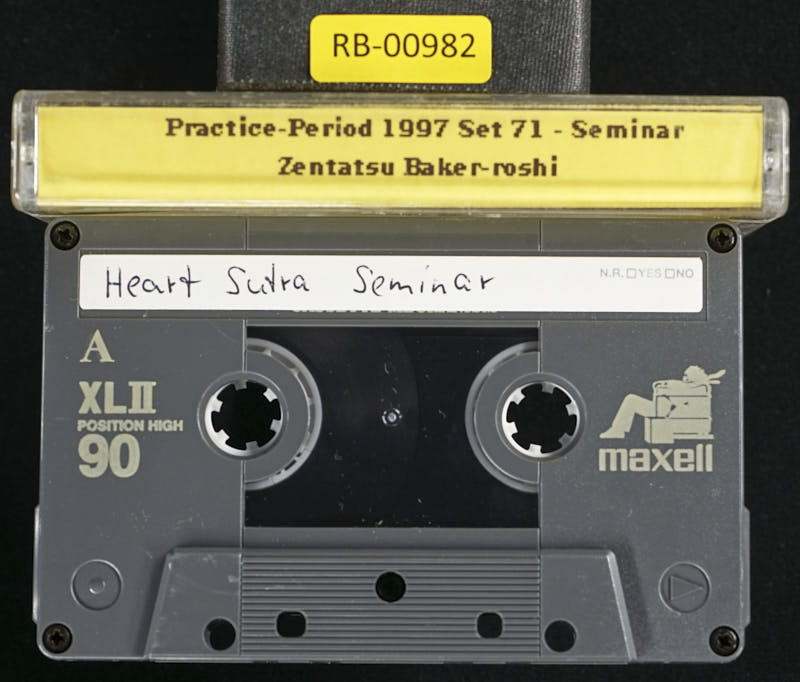 RB-00982
Practice-Period 1997 Set 71 - Seminar
Zentatsu Baker-roshi
Heart Sutra Seminar
N.R. □YES□NO
A
XLII
POSITION HIGH
90
maxell